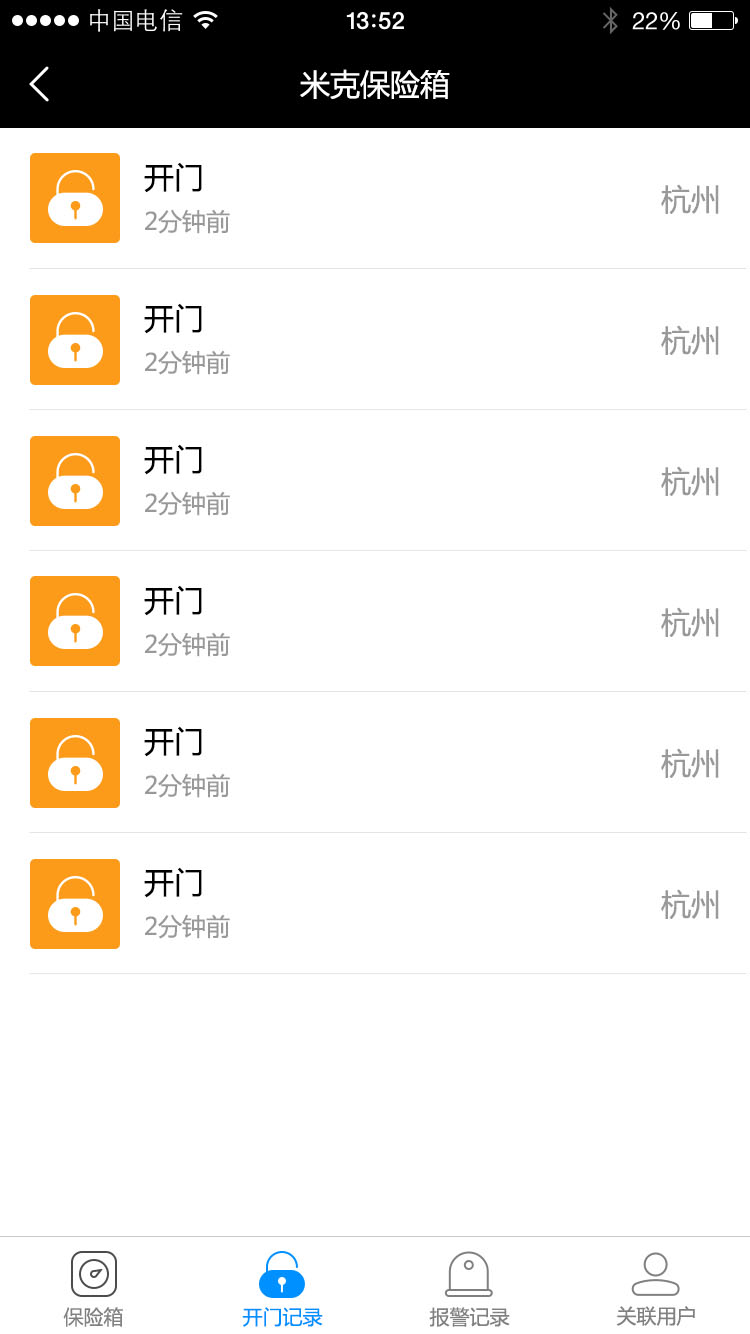 中国电信 13:52 22%
米克保险箱
开门
2分钟前
杭州
开门
2分钟前
杭州
开门
2分钟前
杭州
开门
2分钟前
杭州
开门
2分钟前
杭州
开门
2分钟前
杭州
保险箱 开门记录 报警记录 关联用户